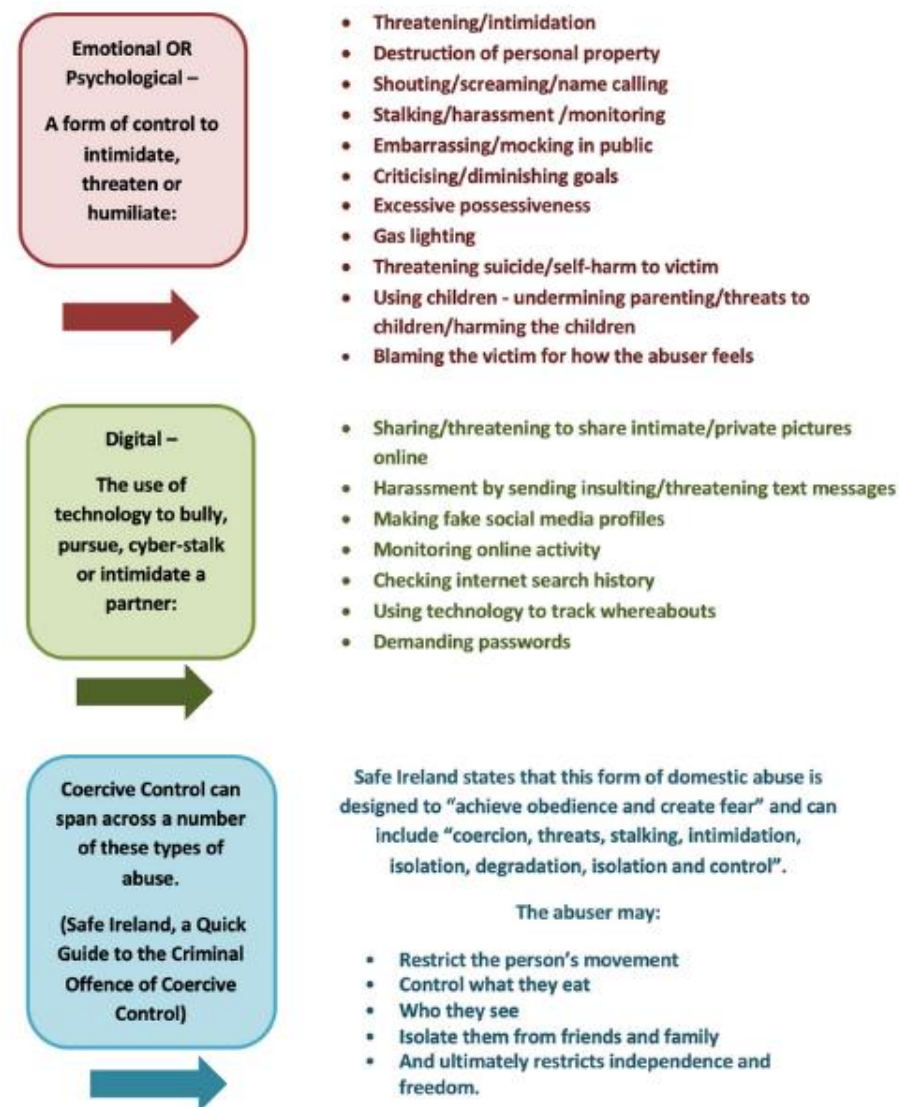 Emotional OR
Psychological –
A form of control to
intimidate,
threaten or
humiliate:
• Threatening/intimidation
• Destruction of personal property
• Shouting/screaming/name calling
• Stalking/harassment /monitoring
• Embarrassing/mocking in public
• Criticising/diminishing goals
• Excessive possessiveness
• Gas lighting
• Threatening suicide/self-harm to victim
• Using children - undermining parenting/threats to
children/harming the children
• Blaming the victim for how the abuser feels
Digital –
The use of
technology to bully,
pursue, cyber-stalk
or intimidate a
partner:
• Sharing/threatening to share intimate/private pictures
online
• Harassment by sending insulting/threatening text messages
• Making fake social media profiles
• Monitoring online activity
• Checking internet search history
• Using technology to track whereabouts
• Demanding passwords
Coercive Control can
span across a number
of these types of
abuse.
(Safe Ireland, a Quick
Guide to the Criminal
Offence of Coercive
Control)
Safe Ireland states that this form of domestic abuse is
designed to “achieve obedience and create fear” and can
include “coercion, threats, stalking, intimidation,
isolation, degradation, isolation and control”.
The abuser may:
• Restrict the person’s movement
• Control what they eat
• Who they see
• Isolate them from friends and family
• And ultimately restricts independence and
freedom.